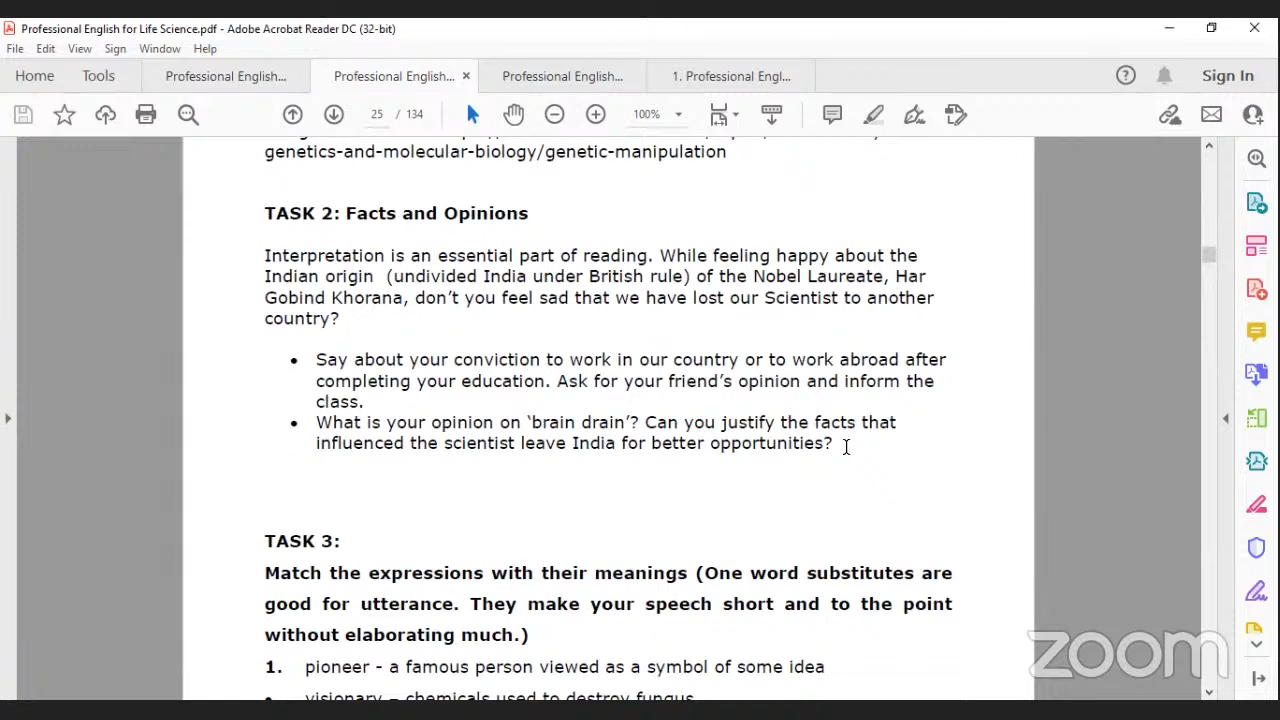 Professional English for Life Science.pdf - Adobe Acrobat Reader DC (32-bit)
File Edit View Sign Window Help
Home Tools Professional English... Professional English... × Professional English... 1. Professional Engl... Sign In
25 / 134 100%
genetics-and-molecular-biology/genetic-manipulation
TASK 2: Facts and Opinions
Interpretation is an essential part of reading. While feeling happy about the
Indian origin (undivided India under British rule) of the Nobel Laureate, Har
Gobind Khorana, don't you feel sad that we have lost our Scientist to another
country?
• Say about your conviction to work in our country or to work abroad after
completing your education. Ask for your friend's opinion and inform the
class.
• What is your opinion on ‘brain drain’? Can you justify the facts that
influenced the scientist leave India for better opportunities?
TASK 3:
Match the expressions with their meanings (One word substitutes are
good for utterance. They make your speech short and to the point
without elaborating much.)
1. pioneer - a famous person viewed as a symbol of some idea
• visionary – chemicals used to destroy fungus
zoom